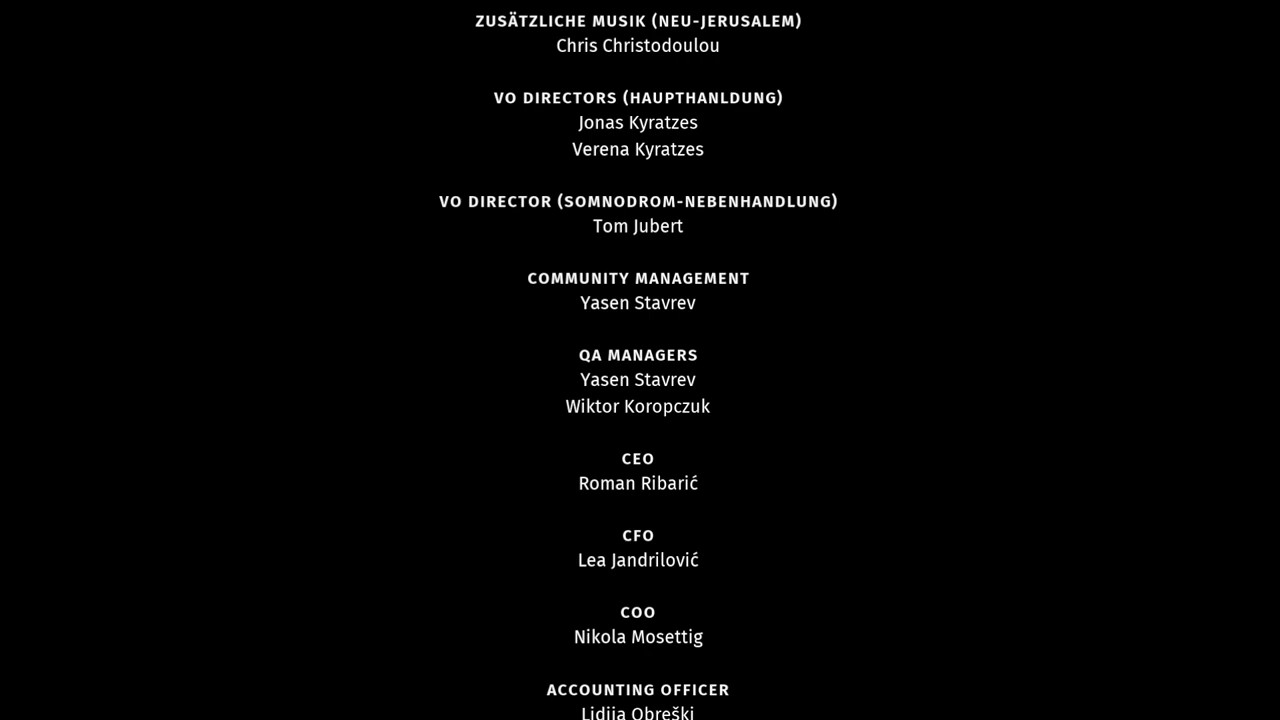 ZUSÄTZLICHE MUSIK (NEU-JERUSALEM)
Chris Christodoulou
VO DIRECTORS (HAUPTHANLDUNG)
Jonas Kyratzes
Verena Kyratzes
VO DIRECTOR (SOMNODROM-NEBENHANDLUNG)
Tom Jubert
COMMUNITY MANAGEMENT
Yasen Stavrev
QA MANAGERS
Yasen Stavrev
Wiktor Koropczuk
CEO
Roman Ribarić
CFO
Lea Jandrilović
COO
Nikola Mosettig
ACCOUNTING OFFICER
Lidija Obreški